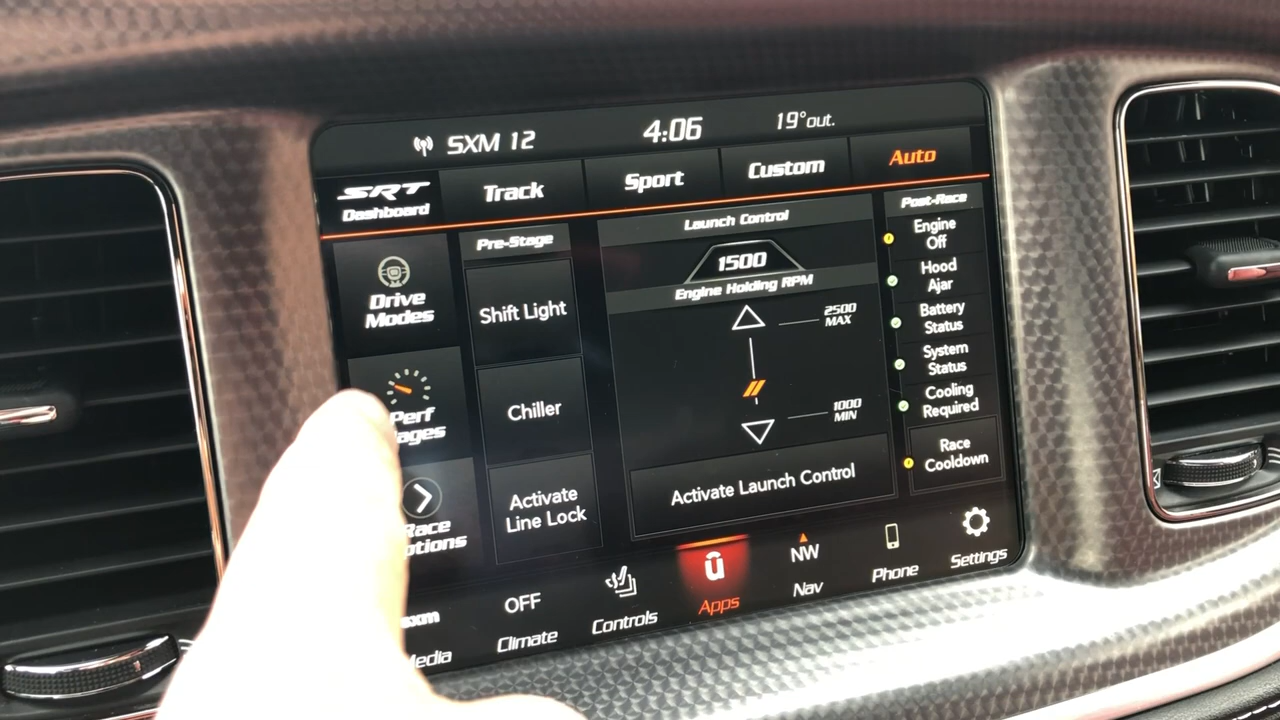 SXM 12
4:06
19°out.
SRT
Dashboard
Track
Sport
Custom
Auto
Drive
Modes
Perf
Pre-Stage
Shift Light
Chiller
Activate
Line Lock
Launch Control
1500
Engine Holding RPM
2500
MAX
1000
MIN
Activate Launch Control
Post-Race
Engine
Off
Hood
Ajar
Battery
Status
System
Status
Cooling
Required
Race
Cooldown
OFF
Climate
Controls
Apps
NW
Nav
Phone
Settings